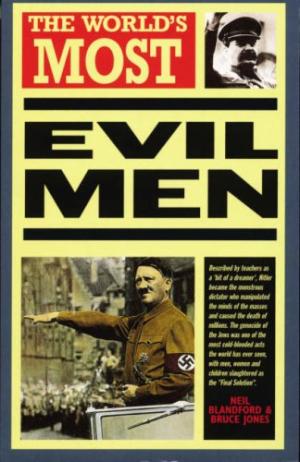 THE WORLD'S
MOST
EVIL
MEN
Described by teachers as
a 'bit of a dreamer', Hitler
became the monstrous
dictator who manipulated
the minds of the masses
and caused the death of
millions. The genocide of
the Jews was one of the
most cold-blooded acts
the world has ever seen,
with men, women and
children slaughtered as
the "Final Solution".
NEIL
BLANDFORD &
BRUCE JONES